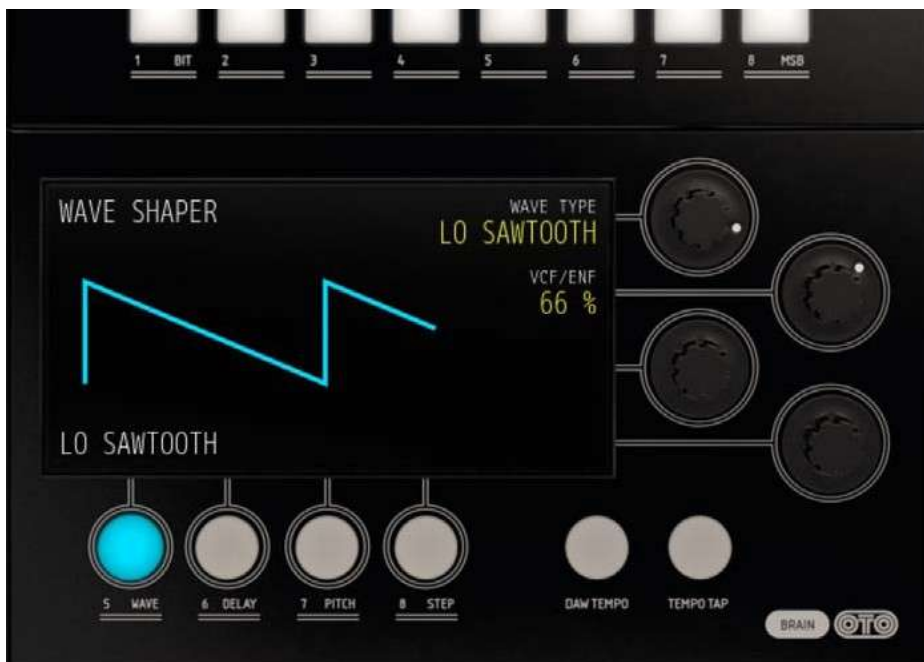 1 BIT 2 3 4 5 6 7 8 MSB
WAVE SHAPER
WAVE TYPE
LO SAWTOOTH
VCF/ENF
66 %
LO SAWTOOTH
5 WAVE 6 DELAY 7 PITCH 8 STEP
DAW TEMPO TEMPO TAP
BRAIN OTO